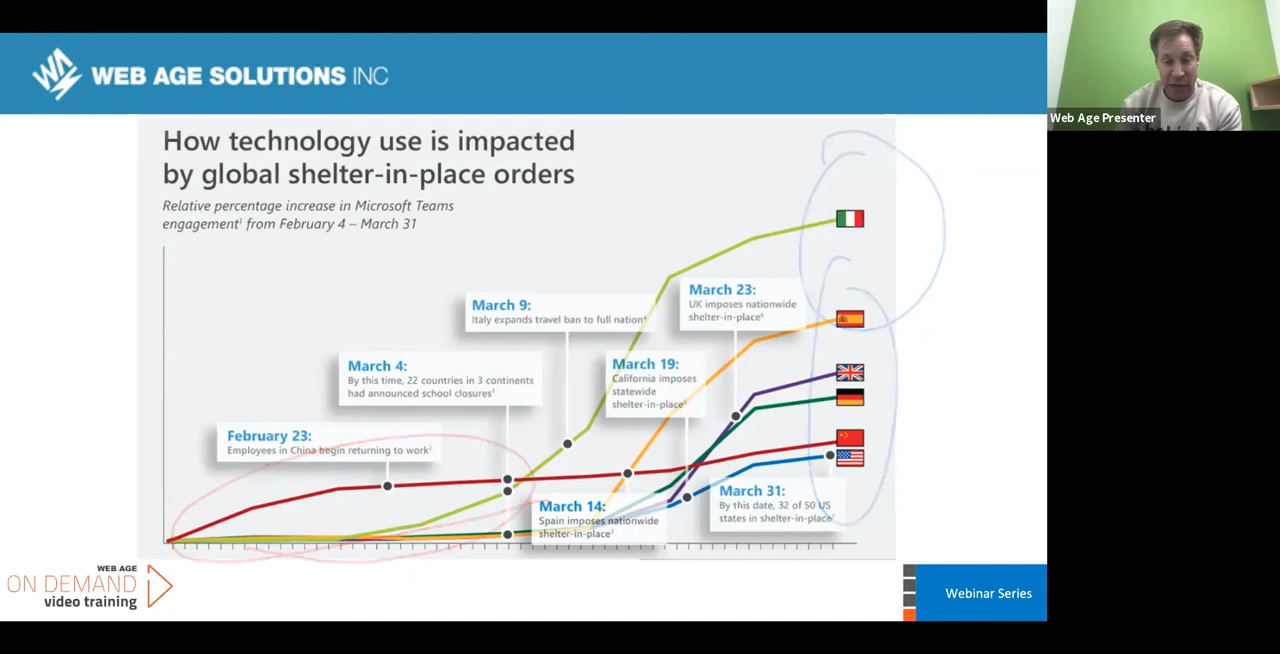 WEB AGE SOLUTIONS INC
Web Age Presenter
How technology use is impacted
by global shelter-in-place orders
Relative percentage increase in Microsoft Teams
engagement¹ from February 4 – March 31
March 23:
UK imposes nationwide
shelter-in-place⁶
March 9:
Italy expands travel ban to full nation⁴
March 4:
By this time, 22 countries in 3 continents
had announced school closures³
March 19:
California imposes
statewide
shelter-in-place⁵
February 23:
Employees in China begin returning to work²
March 14:
Spain imposes nationwide
shelter-in-place³
March 31:
By this date, 32 of 50 US
states in shelter-in-place⁷
WEB AGE
ON DEMAND
video training
Webinar Series